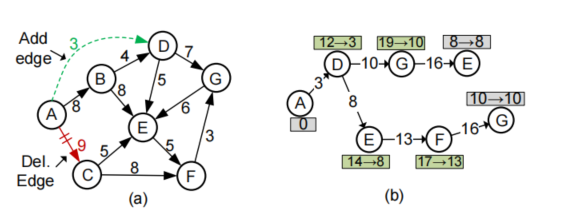 Add
edge
3
A
8
B
4
D
7
G
8
5
6
E
Del.
Edge
9
5
5
3
C
8
F
(a)
12→3
19→10
8→8
D
10
G
16
E
3
A
0
8
10→10
E
13
F
16
G
14→8
17→13
(b)